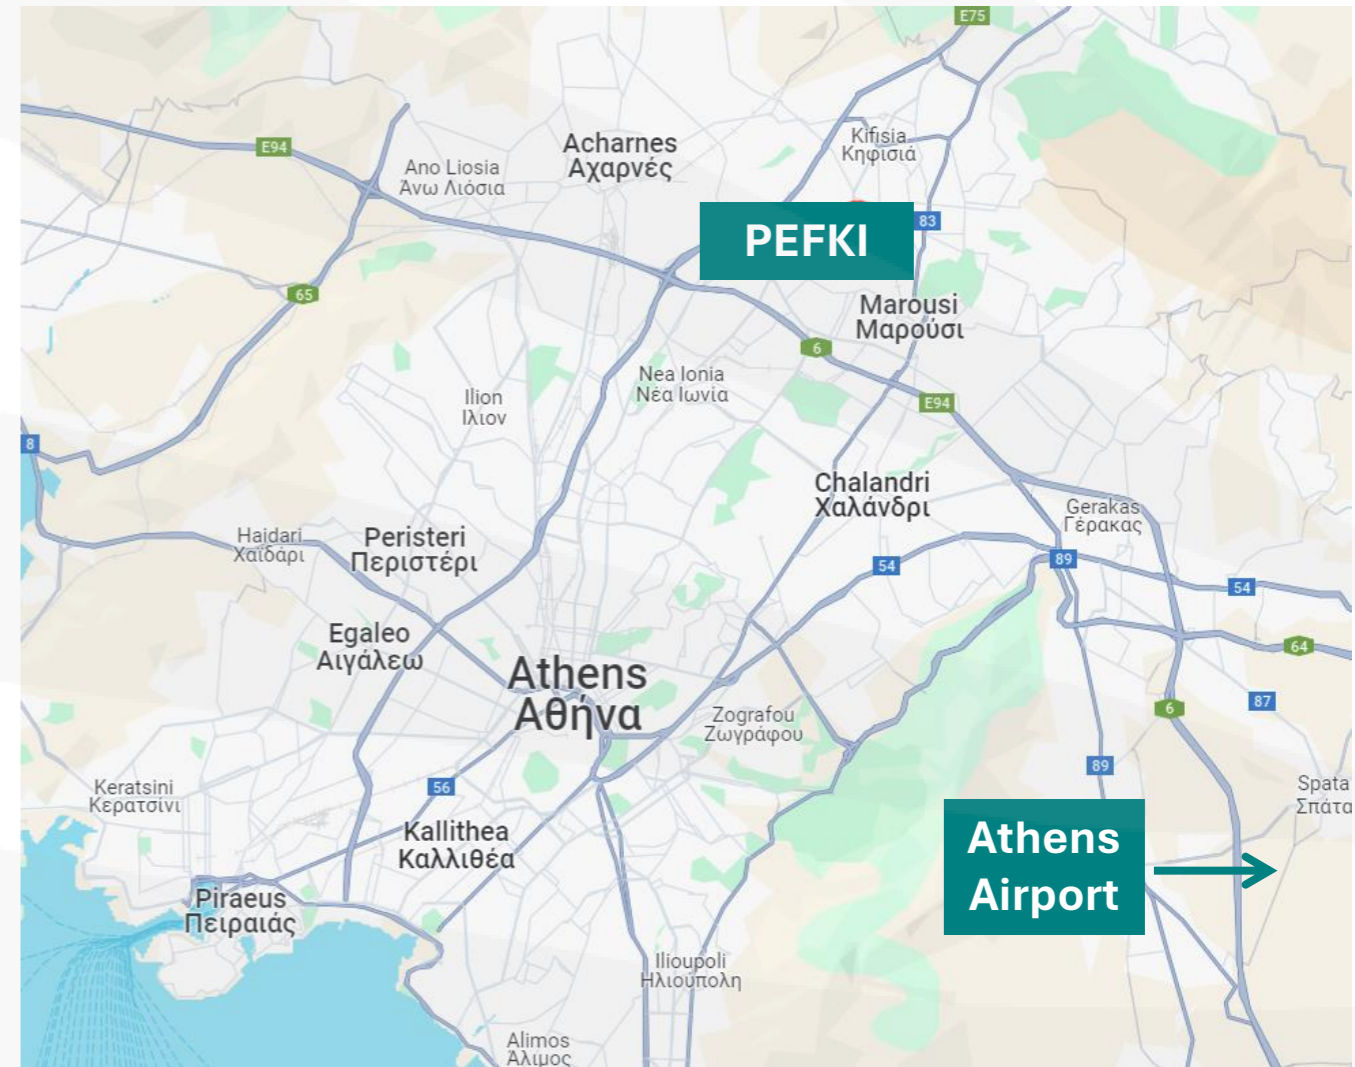 E75
Acharnes
Αχαρνές
Kifisia
Κηφισιά
E94
Ano Liosia
Άνω Λιόσια
PEFKI
83
65
Marousi
Μαρούσι
6
Nea Ionia
Νέα Ιωνία
Ilion
Ίλιον
E94
8
Chalandri
Χαλάνδρι
Gerakas
Γέρακας
Haidari
Χαϊδάρι
Peristeri
Περιστέρι
54
89
54
Egaleo
Αιγάλεω
64
Athens
Αθήνα
87
Zografou
Ζωγράφου
6
89
Keratsini
Κερατσίνι
56
Spata
Σπάτα
Kallithea
Καλλιθέα
Athens
Airport
Piraeus
Πειραιάς
Ilioupoli
Ηλιούπολη
Alimos
Άλιμος